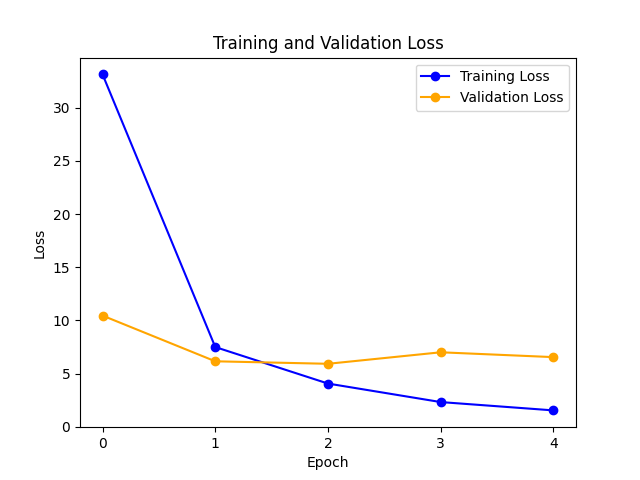 Training and Validation Loss
Training Loss
Validation Loss
30
25
20
15
10
5
0
Loss
0 1 2 3 4
Epoch